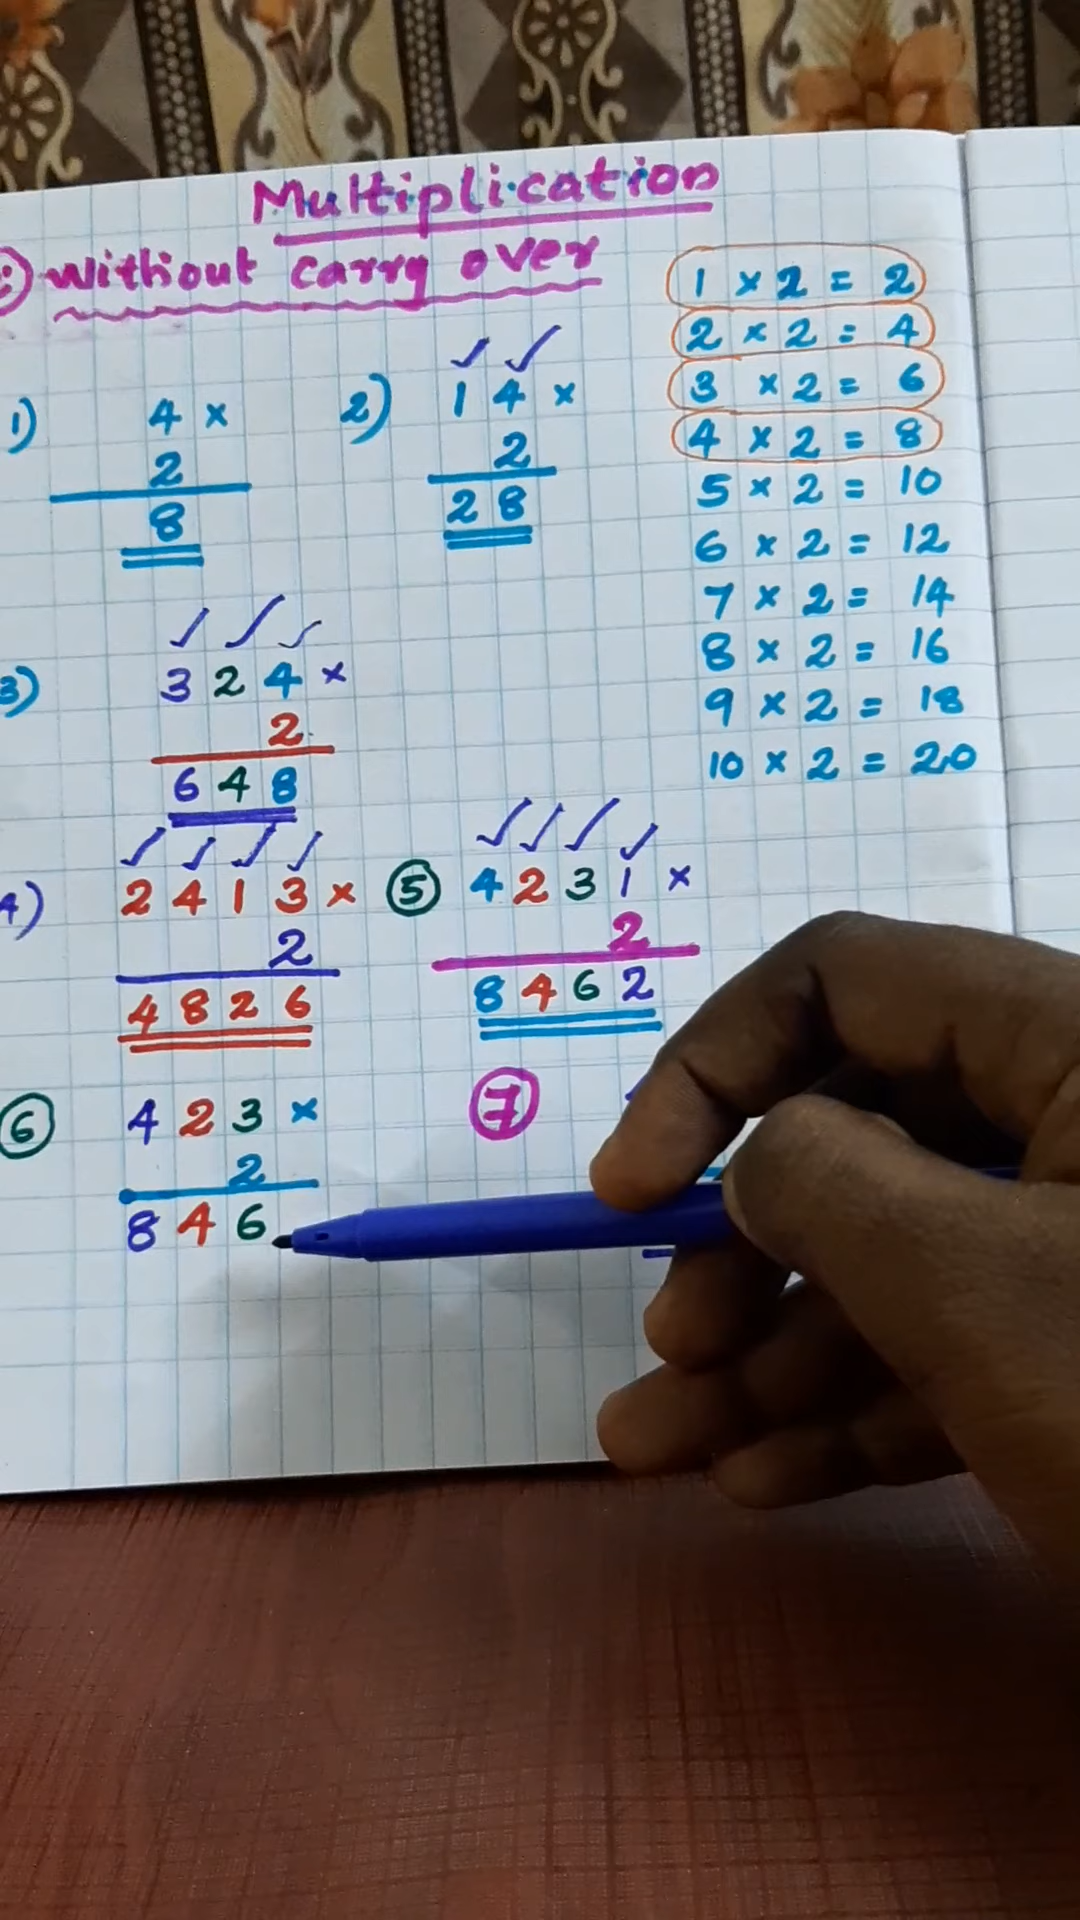 Multiplication
i) Without carry over
1 × 2 = 2
2 × 2 = 4
3 × 2 = 6
4 × 2 = 8
5 × 2 = 10
6 × 2 = 12
7 × 2 = 14
8 × 2 = 16
9 × 2 = 18
10 × 2 = 20
1) 4 ×
2
8
2) 14 ×
2
28
3) 324 ×
2
648
4) 2413 ×
2
4826
5 4231 ×
2
8462
6 423 ×
2
846
7